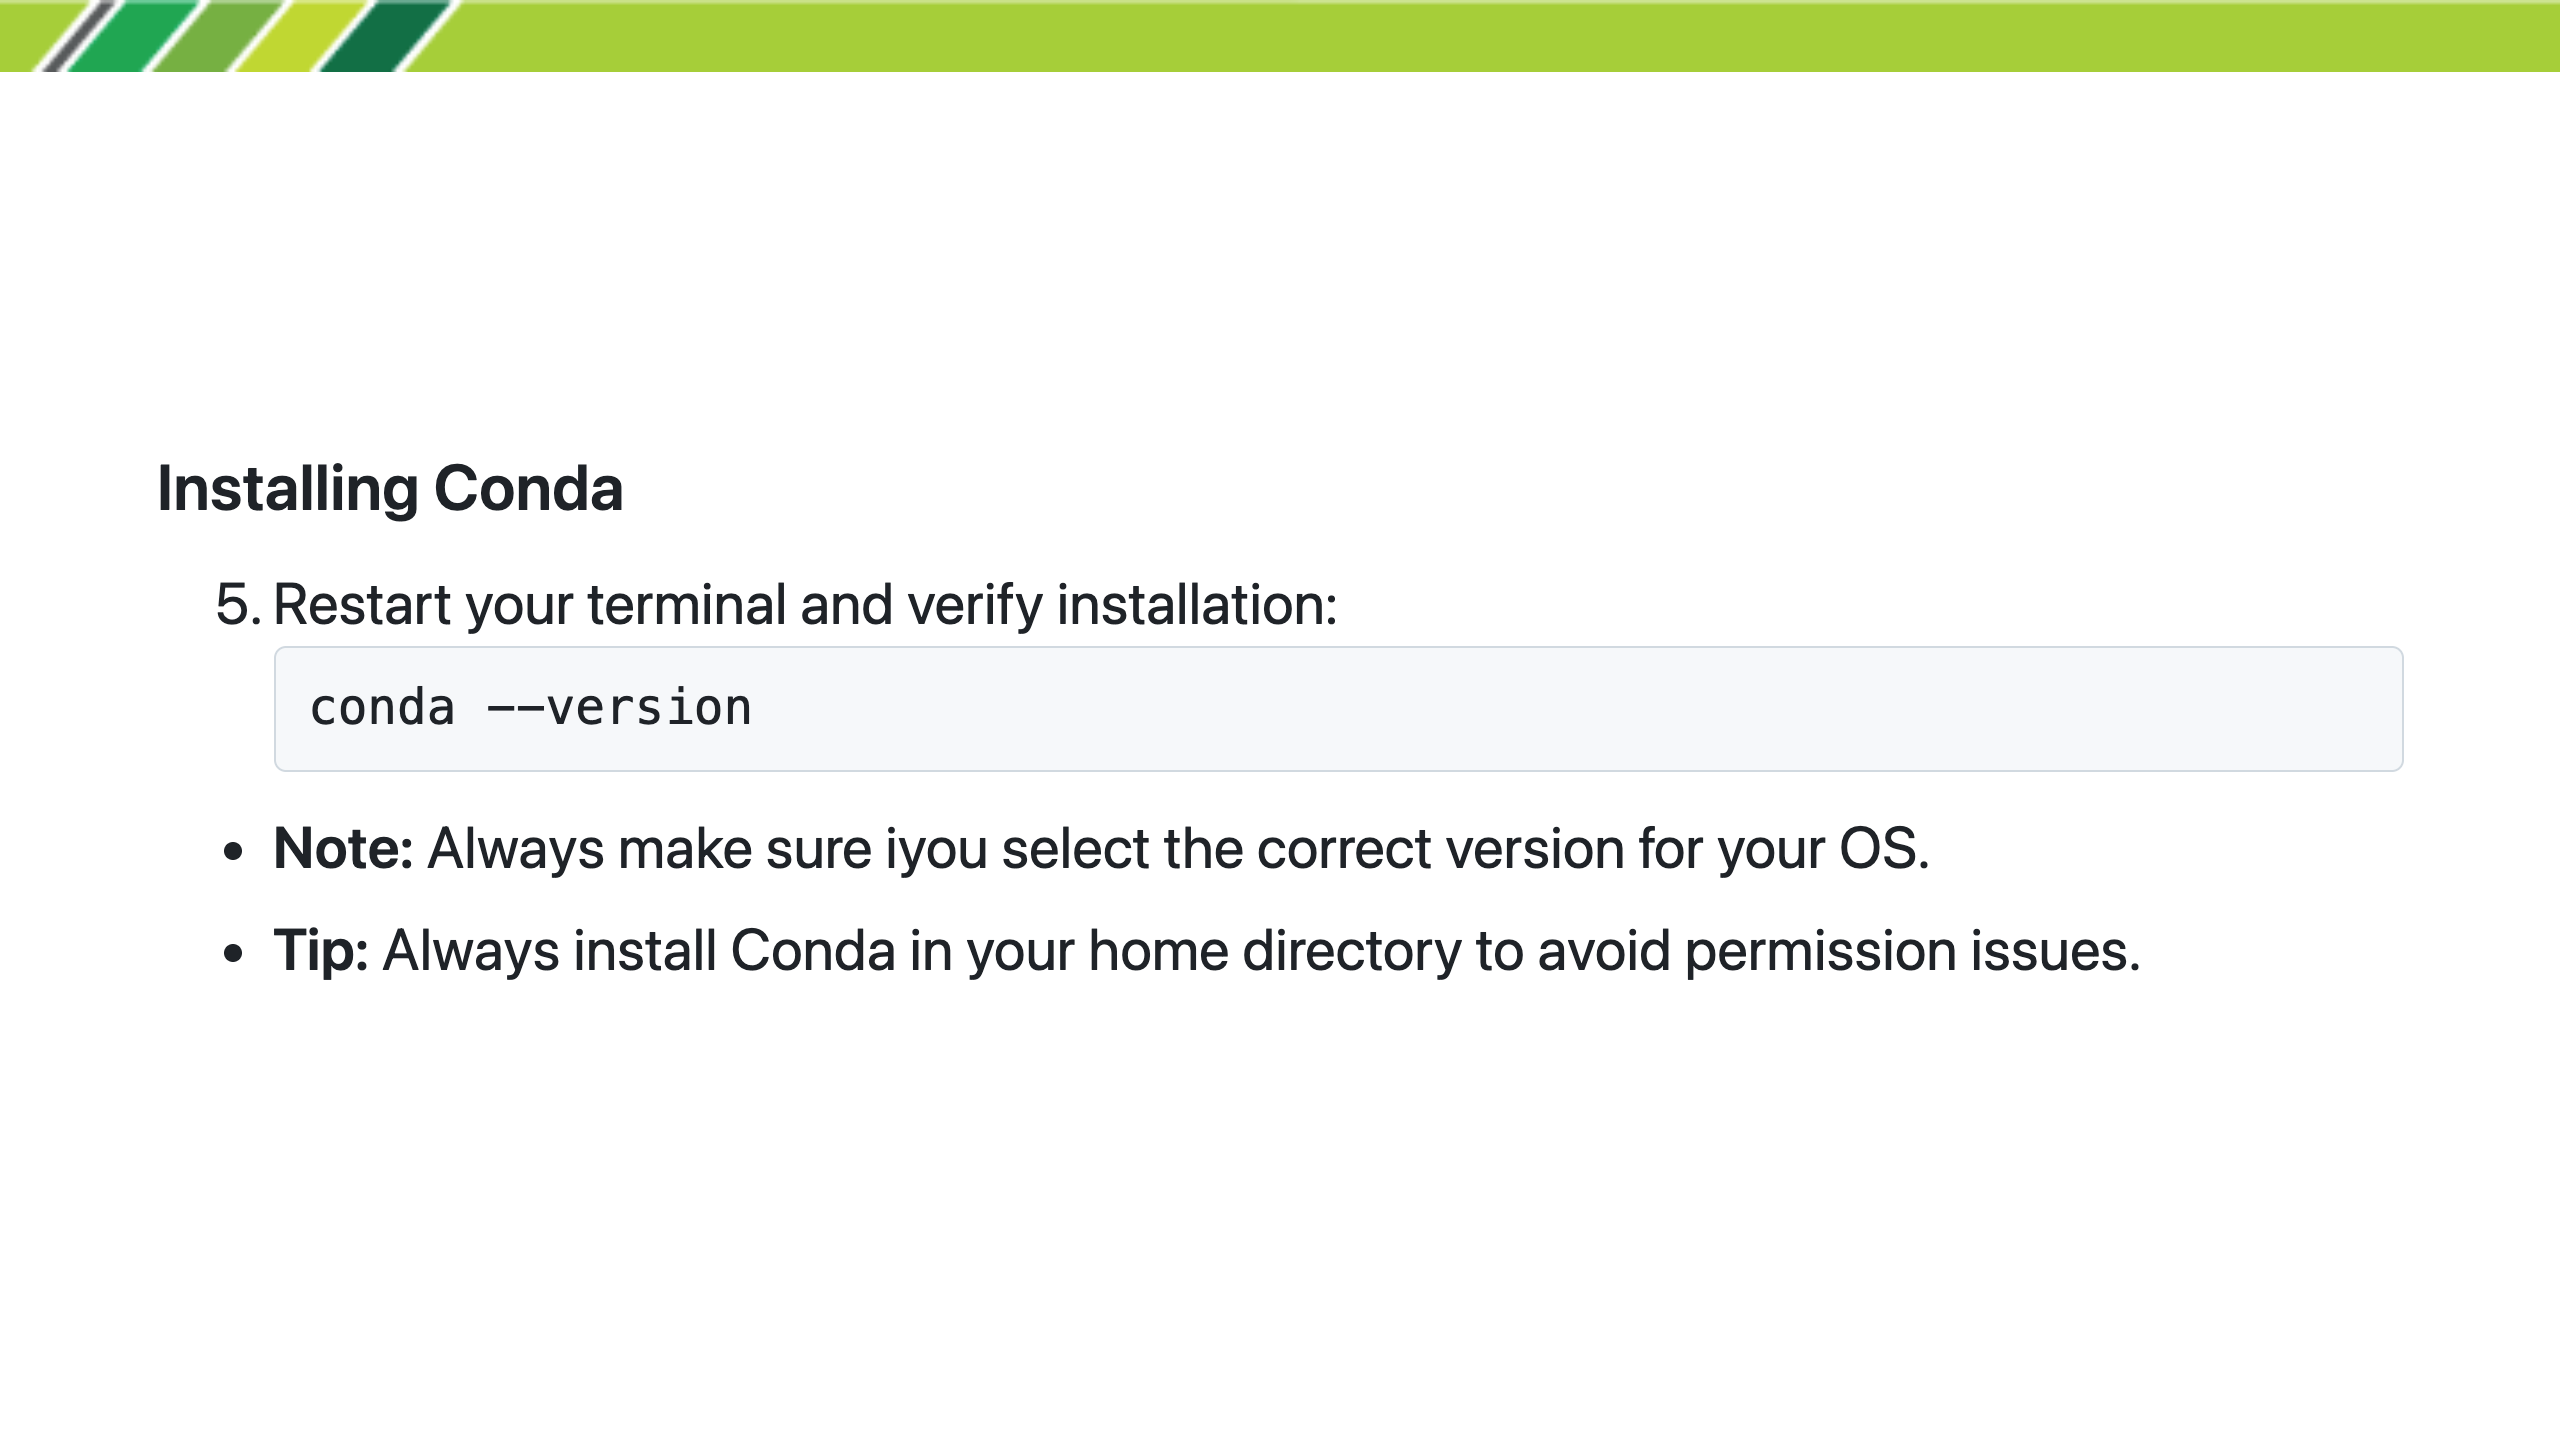 Installing Conda
5. Restart your terminal and verify installation:
conda --version
• Note: Always make sure iyou select the correct version for your OS.
• Tip: Always install Conda in your home directory to avoid permission issues.